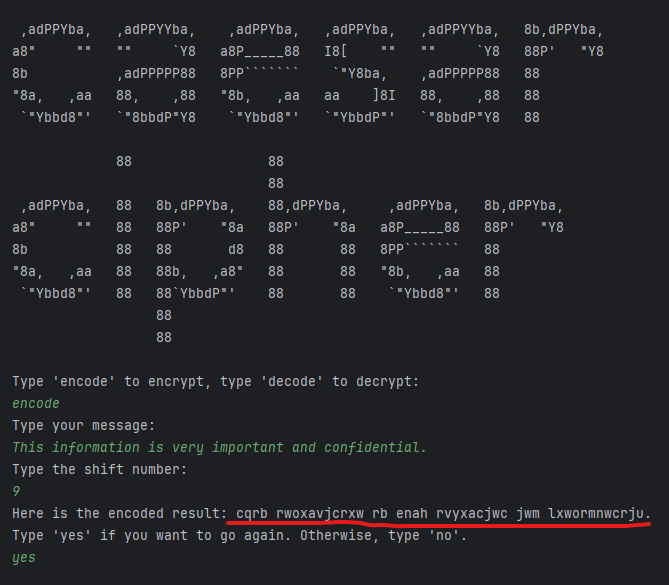 ,adPPYba,   ,adPPYYba,    ,adPPYba,   ,adPPYba,   ,adPPYYba,   8b,dPPYba,
a8"     ""   ""     `Y8   a8P_____88   I8[    ""   ""     `Y8   88P'   "Y8
8b           ,adPPPPP88   8PP```````    `"Y8ba,    ,adPPPPP88   88
"8a,   ,aa   88,    ,88   "8b,   ,aa   aa    ]8I   88,    ,88   88
 `"Ybbd8"'   `"8bbdP"Y8    `"Ybbd8"'   `"YbbdP"'   `"8bbdP"Y8   88
             88                 88
                                88
 ,adPPYba,   88   8b,dPPYba,    88,dPPYba,     ,adPPYba,   8b,dPPYba,
a8"     ""   88   88P'    "8a   88P'    "8a   a8P_____88   88P'   "Y8
8b           88   88       d8   88       88   8PP```````   88
"8a,   ,aa   88   88b,   ,a8"   88       88   "8b,   ,aa   88
 `"Ybbd8"'   88   88`YbbdP"'    88       88    `"Ybbd8"'   88
                  88
                  88
Type 'encode' to encrypt, type 'decode' to decrypt:
encode
Type your message:
This information is very important and confidential.
Type the shift number:
9
Here is the encoded result: cqrb rwoxavjcrxw rb enah rvyxacjwc jwm lxwormnwcrju.
Type 'yes' if you want to go again. Otherwise, type 'no'.
yes